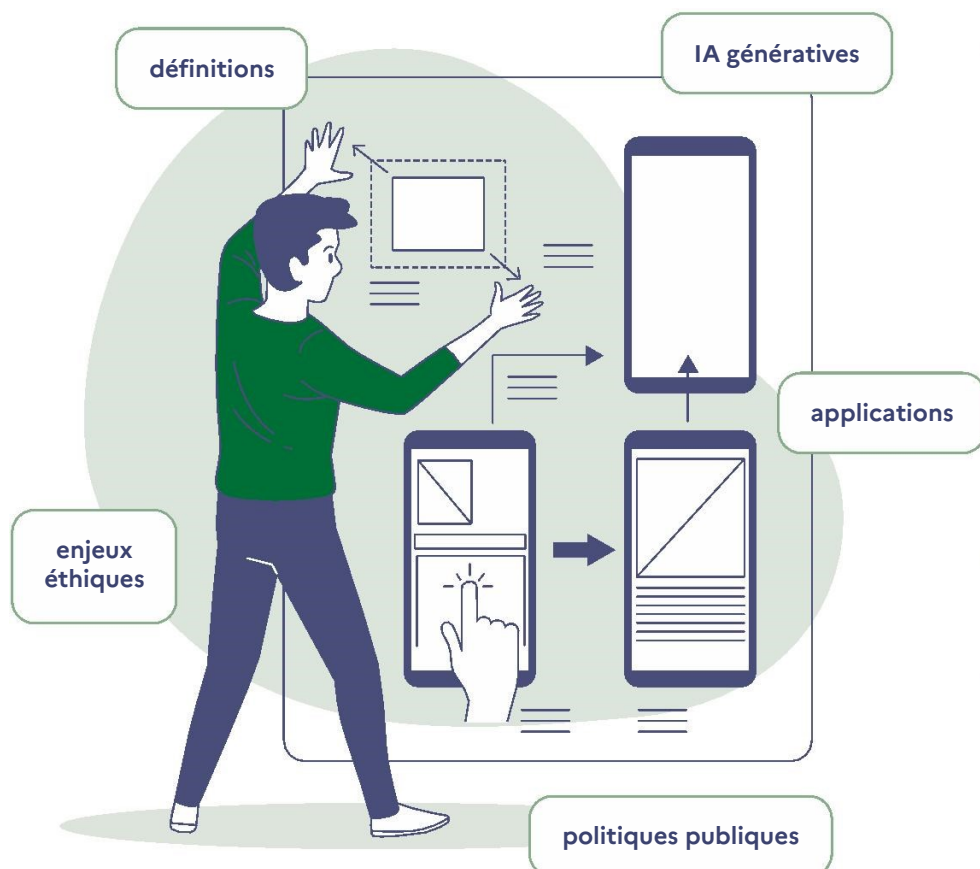 définitions
IA génératives
applications
enjeux
éthiques
politiques publiques